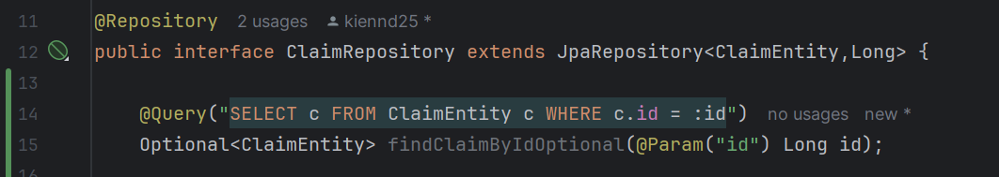 11 @Repository 2 usages kiennd25 *
12 public interface ClaimRepository extends JpaRepository<ClaimEntity,Long> {
13
14 @Query("SELECT c FROM ClaimEntity c WHERE c.id = :id") no usages new *
15 Optional<ClaimEntity> findClaimByIdOptional(@Param("id") Long id);
16